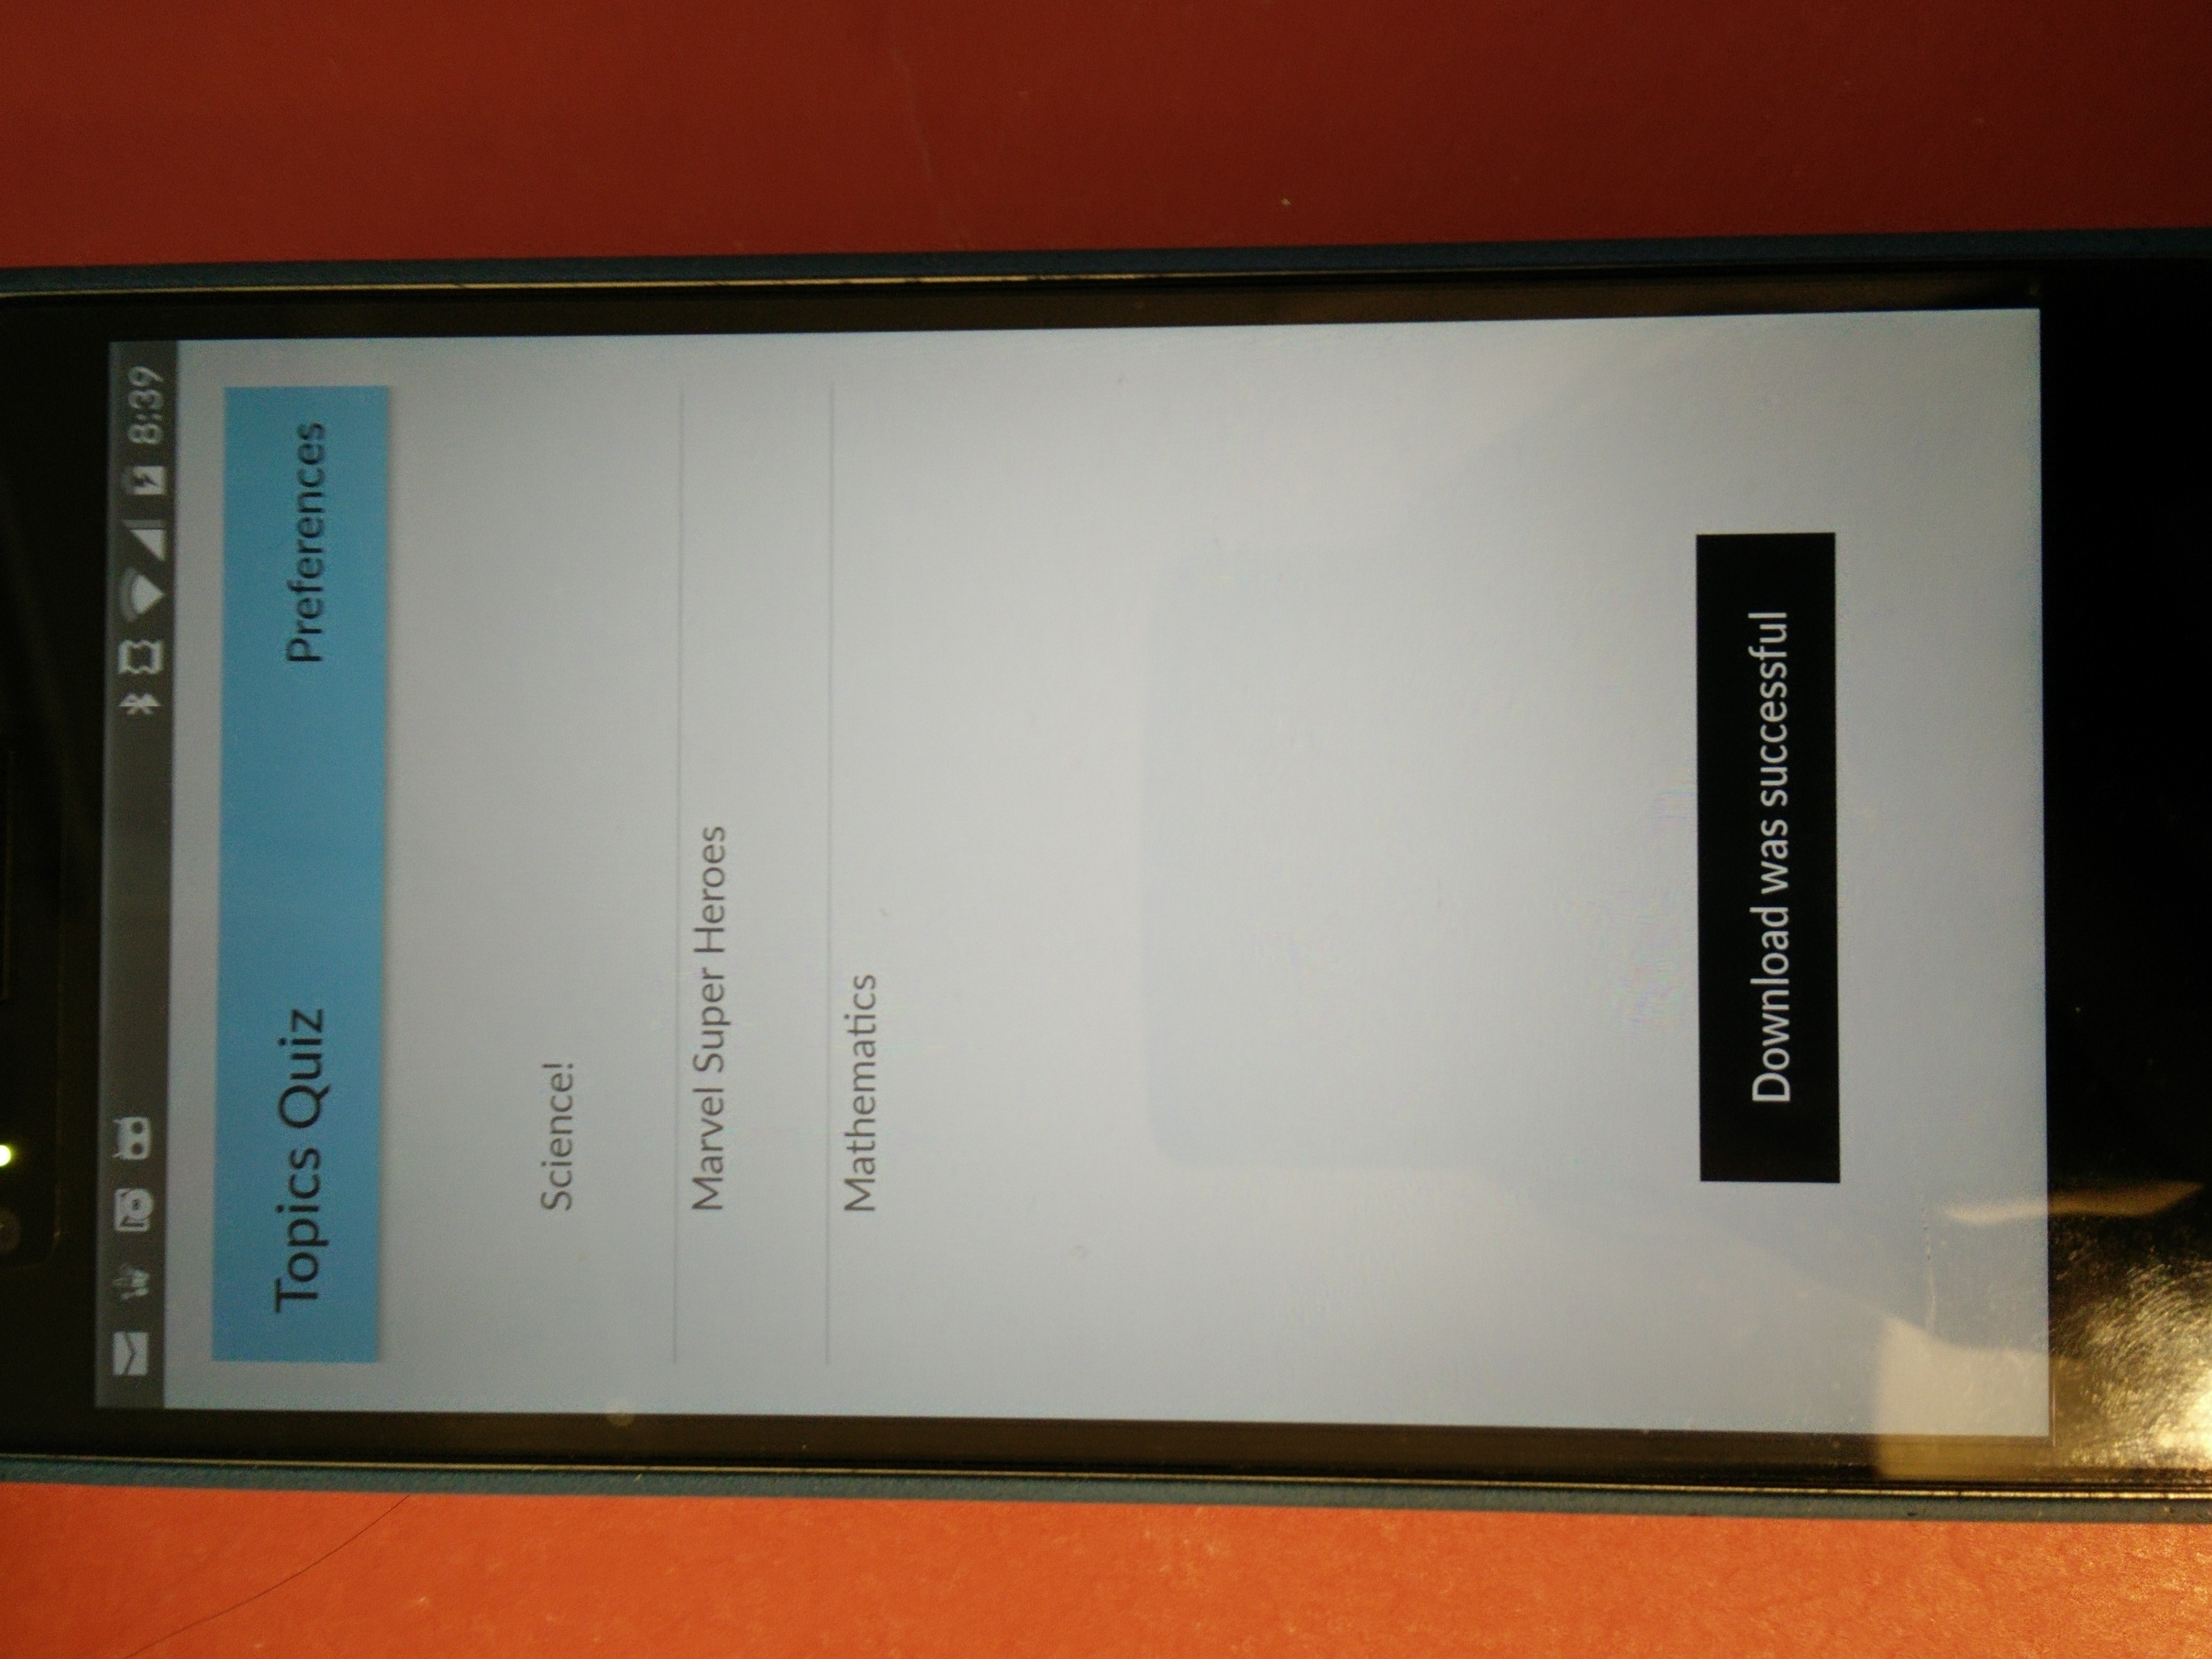 8:39
Topics Quiz Preferences
Science!
Marvel Super Heroes
Mathematics
Download was successful